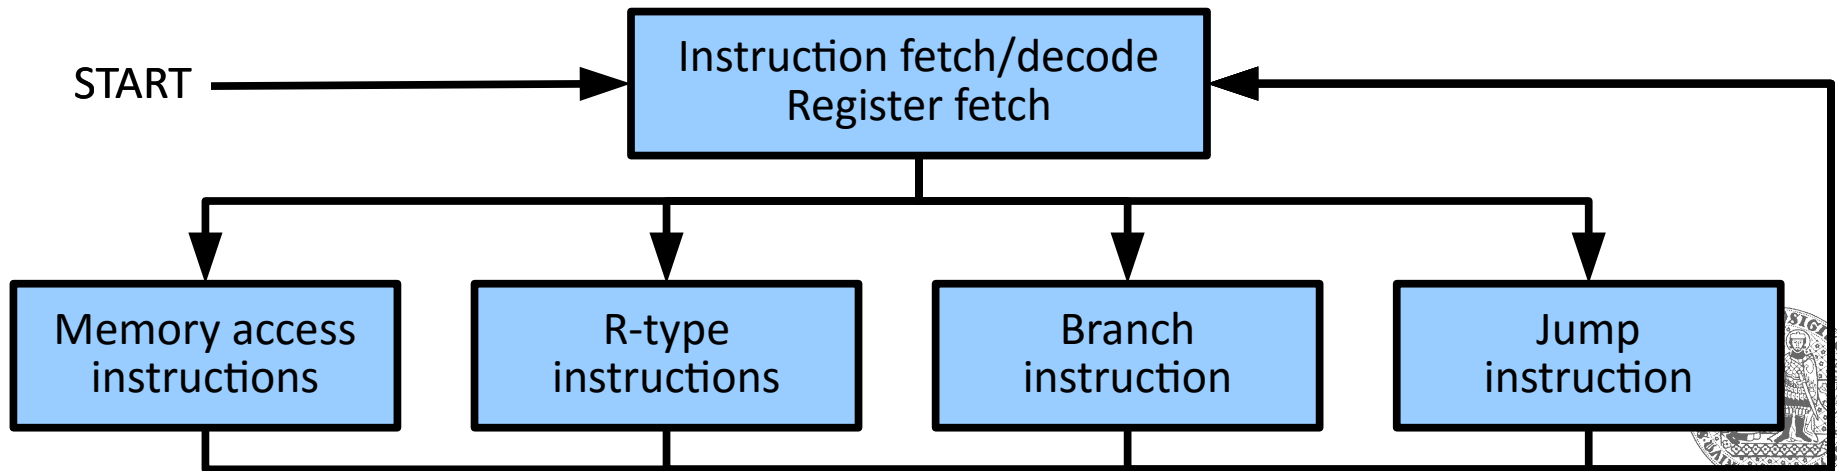 Instruction fetch/decode
START
Register fetch
Memory access
instructions
R-type
instructions
Branch
instruction
Jump
instruction